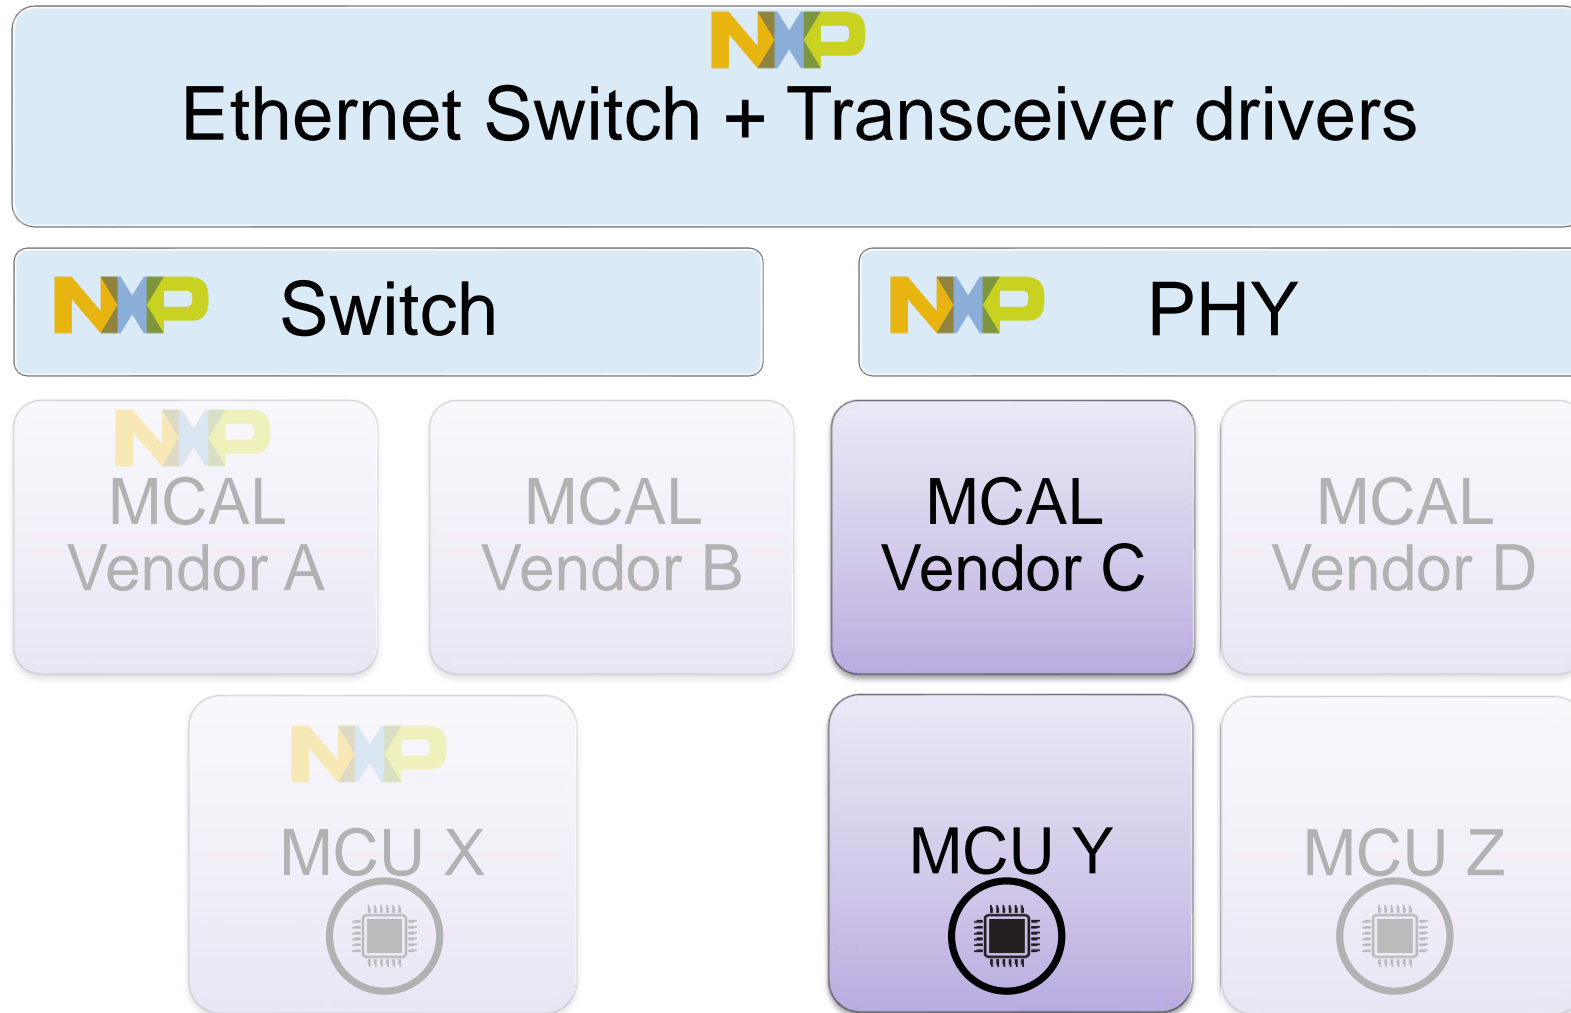 NXP
Ethernet Switch + Transceiver drivers
NXP Switch
NXP PHY
NXP
MCAL
Vendor A
MCAL
Vendor B
MCAL
Vendor C
MCAL
Vendor D
NXP
MCU X
MCU Y
MCU Z